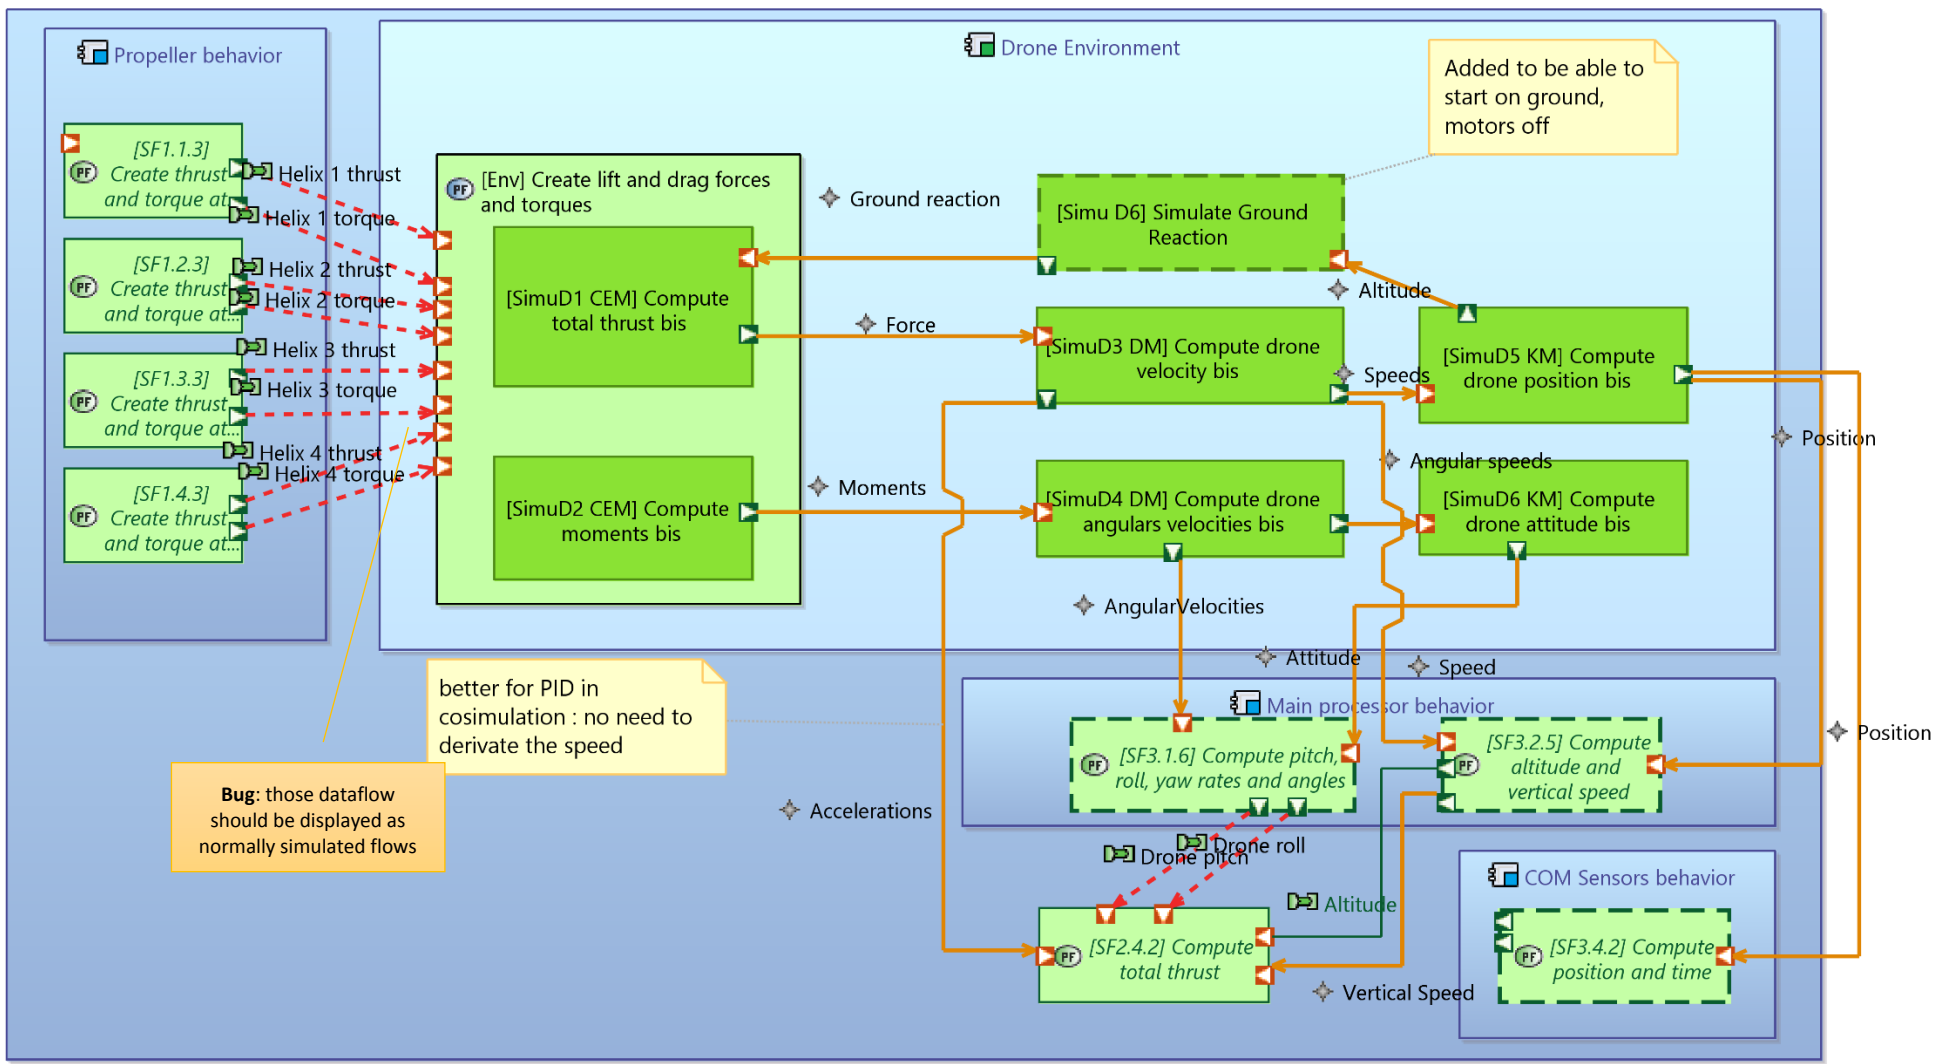 Propeller behavior
Drone Environment
Added to be able to
start on ground,
motors off
[SF1.1.3]
PF
Create thrust
and torque at...
Helix 1 thrust
Helix 1 torque
[SF1.2.3]
PF
Create thrust
and torque at...
Helix 2 thrust
Helix 2 torque
[SF1.3.3]
PF
Create thrust
and torque at...
Helix 3 thrust
Helix 3 torque
[SF1.4.3]
PF
Create thrust
and torque at...
Helix 4 thrust
Helix 4 torque
PF
[Env] Create lift and drag forces
and torques
[SimuD1 CEM] Compute
total thrust bis
[SimuD2 CEM] Compute
moments bis
Ground reaction
[Simu D6] Simulate Ground
Reaction
Altitude
Force
[SimuD3 DM] Compute drone
velocity bis
Speeds
[SimuD5 KM] Compute
drone position bis
Position
Moments
[SimuD4 DM] Compute drone
angulars velocities bis
Angular speeds
[SimuD6 KM] Compute
drone attitude bis
AngularVelocities
Attitude
Speed
better for PID in
cosimulation : no need to
derivate the speed
Bug: those dataflow
should be displayed as
normally simulated flows
Accelerations
Main processor behavior
PF
[SF3.1.6] Compute pitch,
roll, yaw rates and angles
PF
[SF3.2.5] Compute
altitude and
vertical speed
Position
Drone roll
Drone pitch
Altitude
PF
[SF2.4.2] Compute
total thrust
Vertical Speed
COM Sensors behavior
PF
[SF3.4.2] Compute
position and time